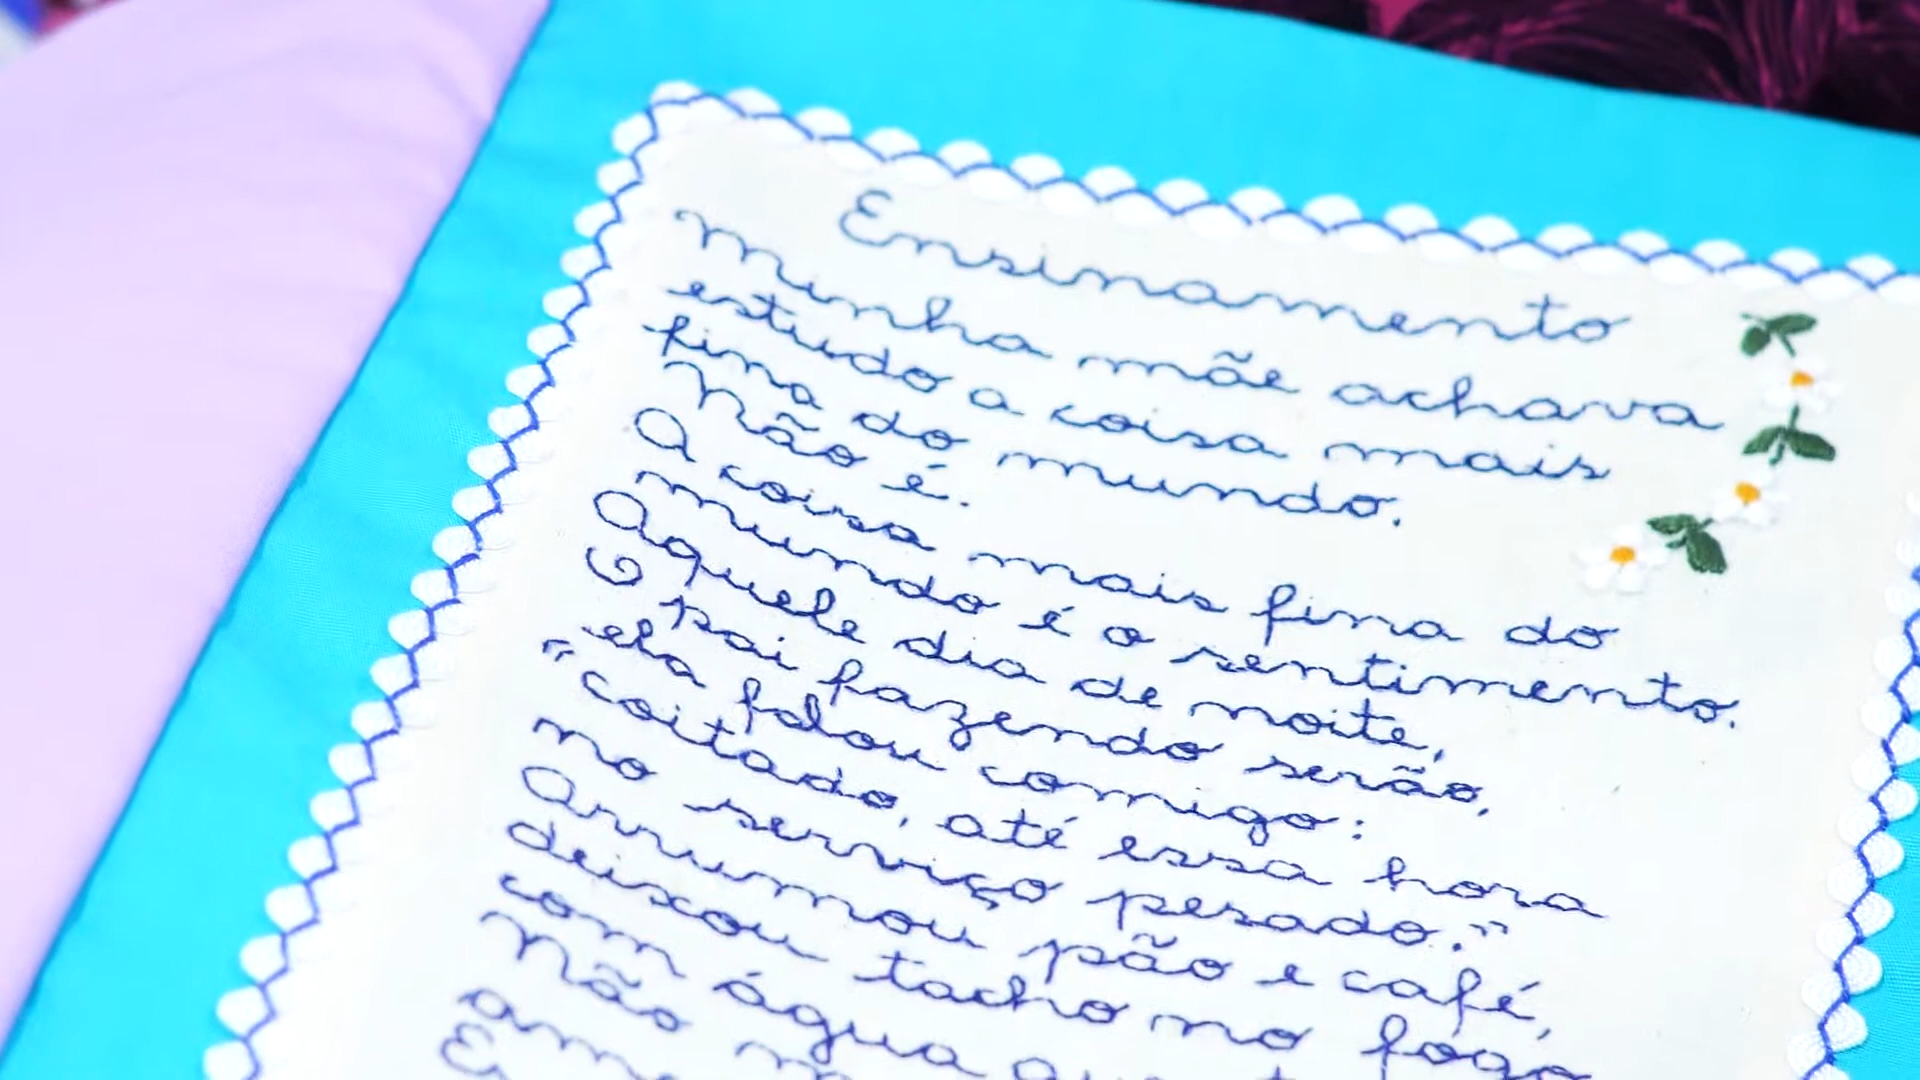 Ensinamento
Minha mãe achava
estudo a coisa mais
fina do mundo.
Não é.
A coisa mais fina do
mundo é o sentimento.
Aquele dia de noite,
o pai fazendo serão,
ela falou comigo:
"coitado, até essa hora
no serviço pesado."
Arrumou pão e café,
deixou tacho no fogo
com água
Não